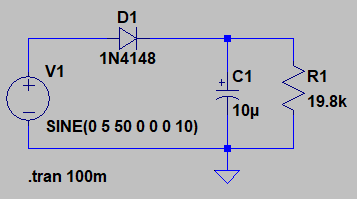 D1
1N4148
V1
C1
R1
10µ
19.8k
SINE(0 5 50 0 0 0 10)
.tran 100m